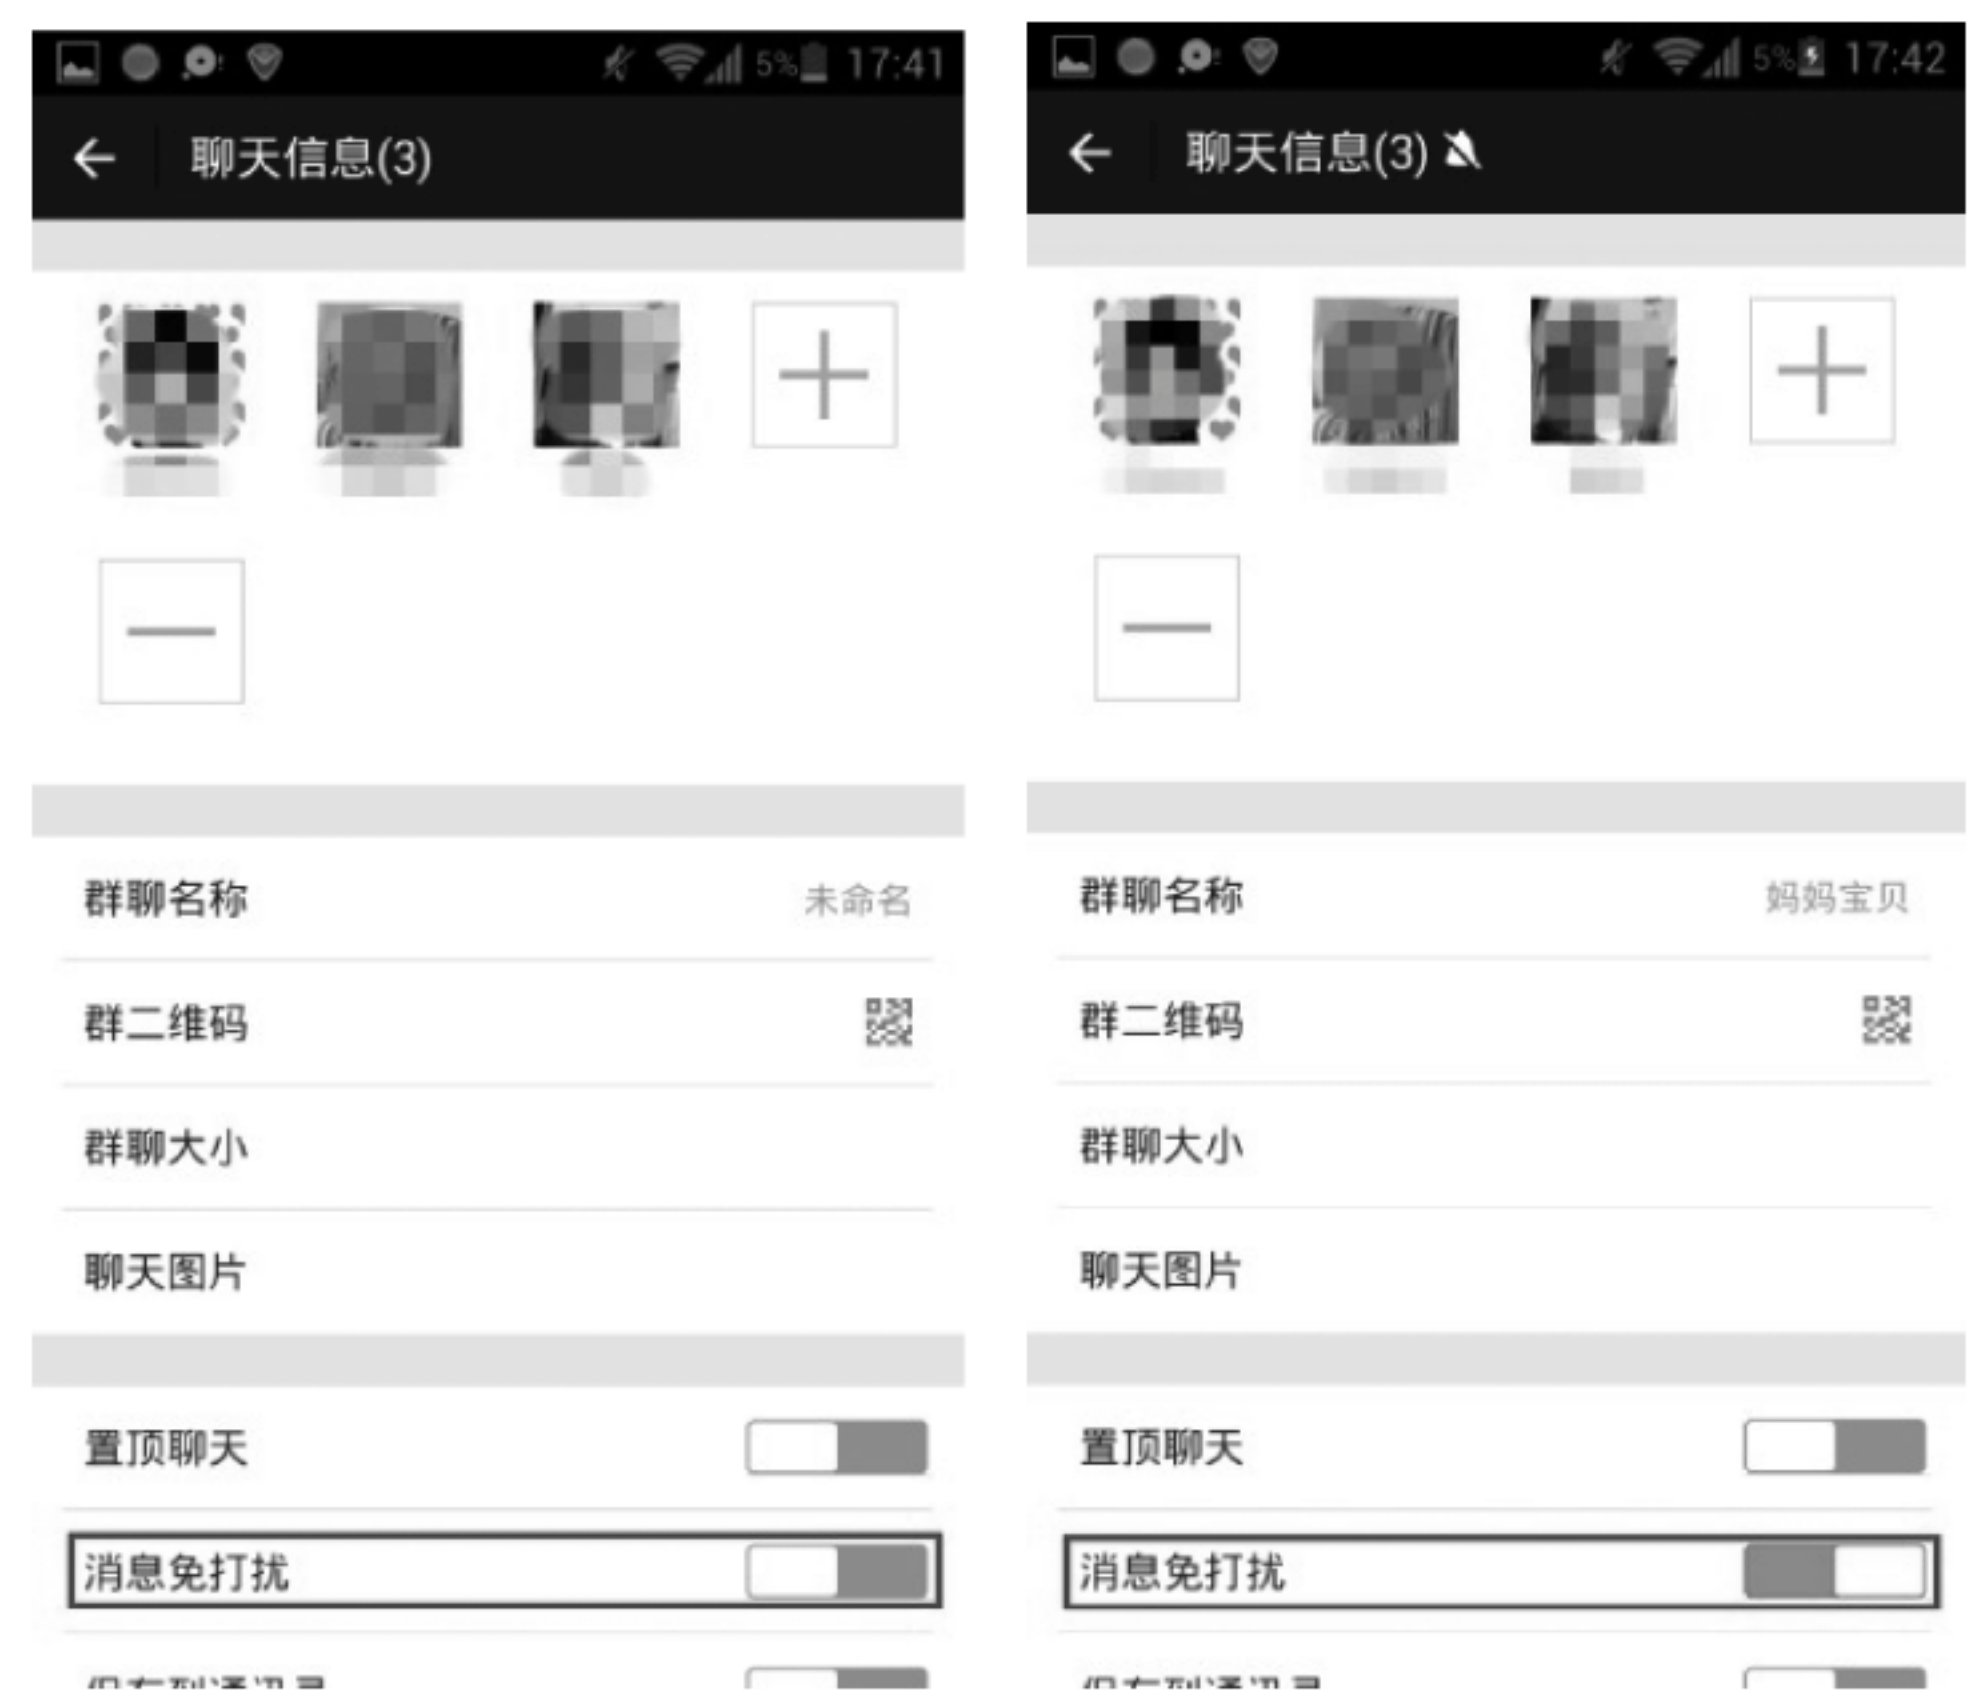 5% 17:41
聊天信息(3)
群聊名称 未命名
群二维码
群聊大小
聊天图片
置顶聊天
消息免打扰
5% 17:42
聊天信息(3)
群聊名称 妈妈宝贝
群二维码
群聊大小
聊天图片
置顶聊天
消息免打扰